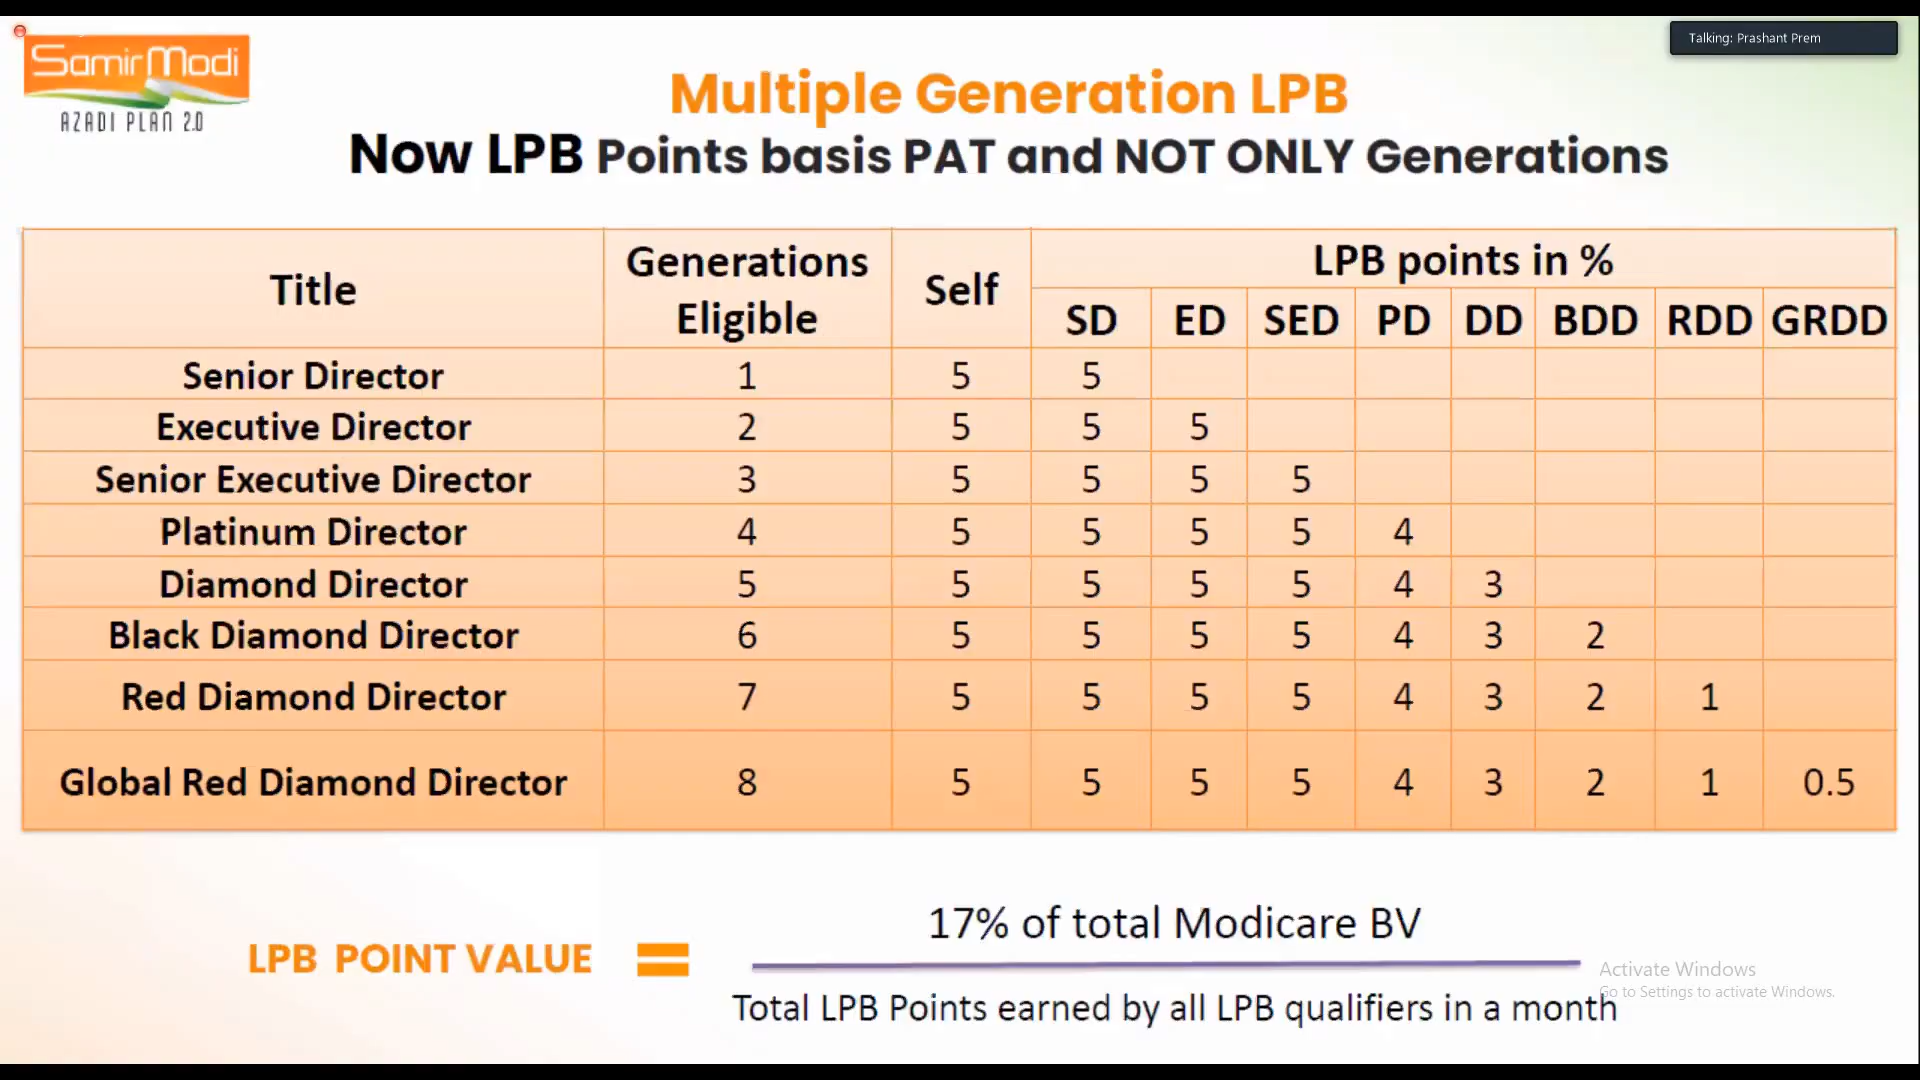 SamirModi
AZADI PLAN 2.0
Talking: Prashant Prem
Multiple Generation LPB
Now LPB Points basis PAT and NOT ONLY Generations
Title Generations Eligible Self LPB points in %
SD ED SED PD DD BDD RDD GRDD
Senior Director 1 5 5
Executive Director 2 5 5 5
Senior Executive Director 3 5 5 5 5
Platinum Director 4 5 5 5 5 4
Diamond Director 5 5 5 5 5 4 3
Black Diamond Director 6 5 5 5 5 4 3 2
Red Diamond Director 7 5 5 5 5 4 3 2 1
Global Red Diamond Director 8 5 5 5 5 4 3 2 1 0.5
17% of total Modicare BV
LPB POINT VALUE =
Total LPB Points earned by all LPB qualifiers in a month
Activate Windows
Go to Settings to activate Windows.